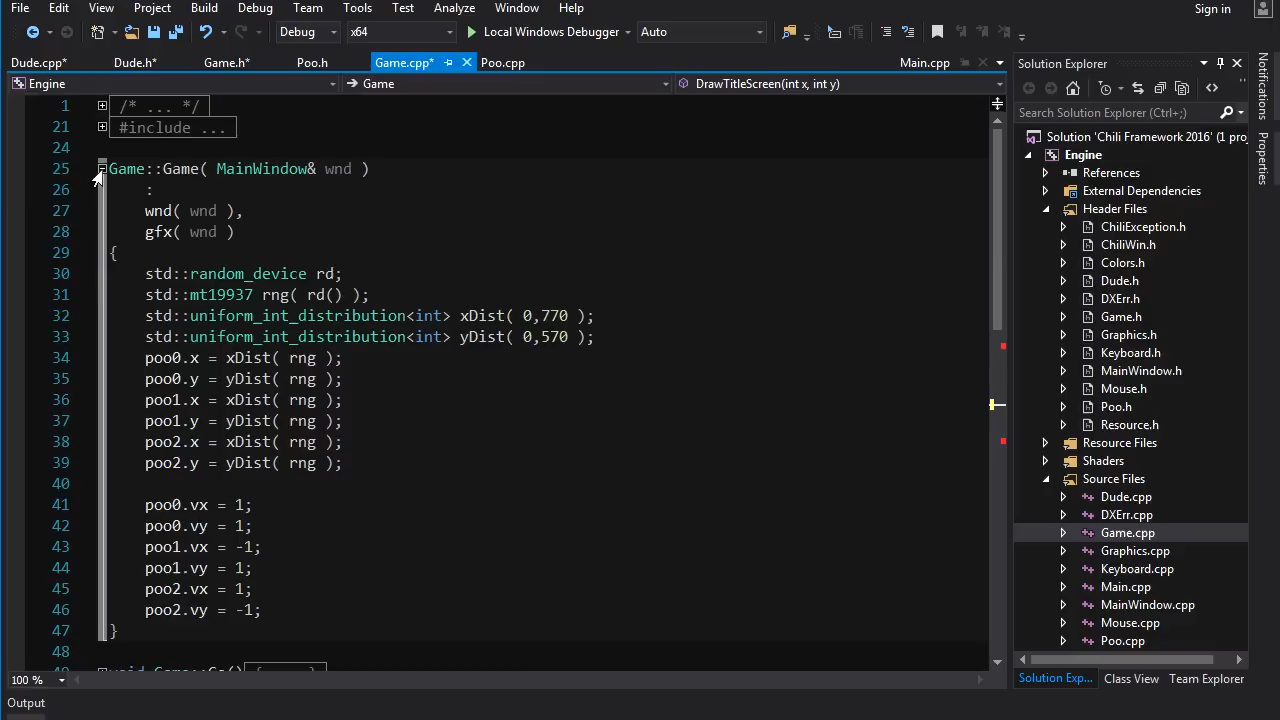 File Edit View Project Build Debug Team Tools Test Analyze Window Help Sign in
Debug x64 Local Windows Debugger Auto
Dude.cpp* Dude.h* Game.h* Poo.h Game.cpp* Poo.cpp Main.cpp
Engine Game DrawTitleScreen(int x, int y)
1 /* ... */
21 #include ...
24
25 Game::Game( MainWindow& wnd )
26 :
27 wnd( wnd ),
28 gfx( wnd )
29 {
30 std::random_device rd;
31 std::mt19937 rng( rd() );
32 std::uniform_int_distribution<int> xDist( 0,770 );
33 std::uniform_int_distribution<int> yDist( 0,570 );
34 poo0.x = xDist( rng );
35 poo0.y = yDist( rng );
36 poo1.x = xDist( rng );
37 poo1.y = yDist( rng );
38 poo2.x = xDist( rng );
39 poo2.y = yDist( rng );
40
41 poo0.vx = 1;
42 poo0.vy = 1;
43 poo1.vx = -1;
44 poo1.vy = 1;
45 poo2.vx = 1;
46 poo2.vy = -1;
47 }
48
100 %
Output
Solution Explorer
Search Solution Explorer (Ctrl+;)
Solution 'Chili Framework 2016' (1 proj
Engine
References
External Dependencies
Header Files
ChiliException.h
ChiliWin.h
Colors.h
Dude.h
DXErr.h
Game.h
Graphics.h
Keyboard.h
MainWindow.h
Mouse.h
Poo.h
Resource.h
Resource Files
Shaders
Source Files
Dude.cpp
DXErr.cpp
Game.cpp
Graphics.cpp
Keyboard.cpp
Main.cpp
MainWindow.cpp
Mouse.cpp
Poo.cpp
Solution Exp... Class View Team Explorer
Notifications
Properties